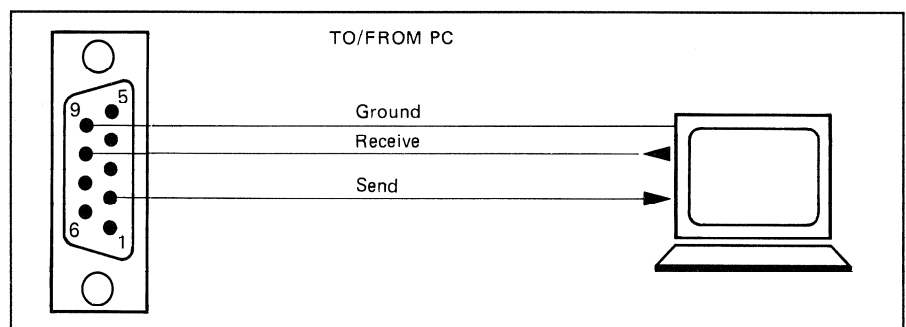 TO/FROM PC
5
9
Ground
Receive
Send
6
1